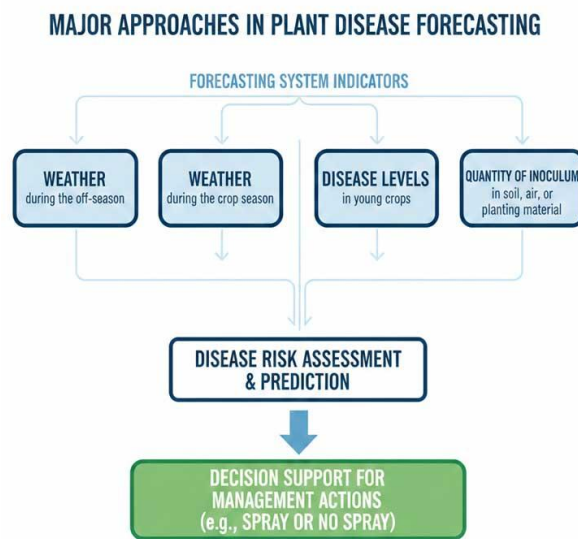 MAJOR APPROACHES IN PLANT DISEASE FORECASTING
FORECASTING SYSTEM INDICATORS
WEATHER
during the off-season
WEATHER
during the crop season
DISEASE LEVELS
in young crops
QUANTITY OF INOCULUM
in soil, air, or
planting material
DISEASE RISK ASSESSMENT
& PREDICTION
DECISION SUPPORT FOR
MANAGEMENT ACTIONS
(e.g., SPRAY OR NO SPRAY)